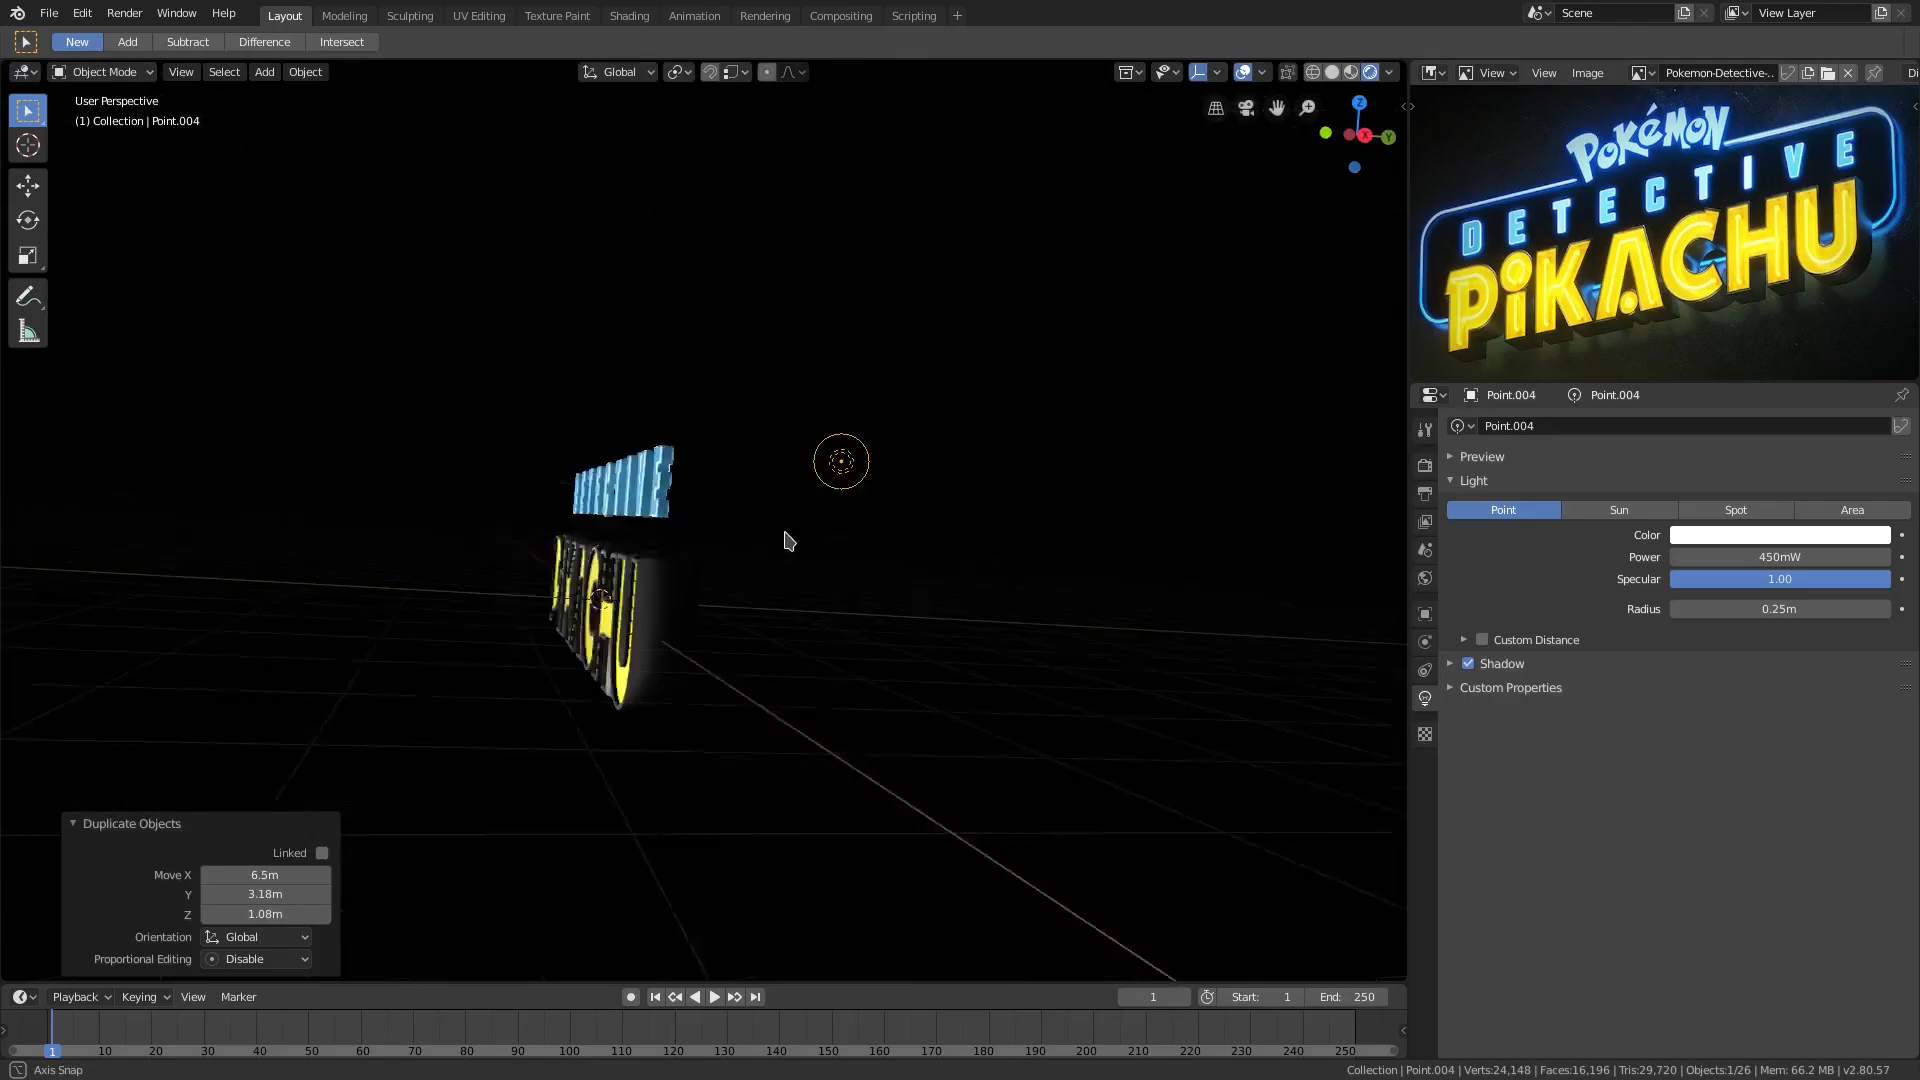 File Edit Render Window Help Layout Modeling Sculpting UV Editing Texture Paint Shading Animation Rendering Compositing Scripting + Scene View Layer
New Add Subtract Difference Intersect
Object Mode View Select Add Object Global View View Image Pokemon-Detective-.. Di
User Perspective
(1) Collection | Point.004
Z
X
Y
POKéMON
DETECTIVE
PiKACHU
Point.004 Point.004
Point.004
Preview
Light
Point Sun Spot Area
Color
Power 450mW
Specular 1.00
Radius 0.25m
Custom Distance
Shadow
Custom Properties
Duplicate Objects
Linked
Move X 6.5m
Y 3.18m
Z 1.08m
Orientation Global
Proportional Editing Disable
Playback Keying View Marker 1 Start: 1 End: 250
1 10 20 30 40 50 60 70 80 90 100 110 120 130 140 150 160 170 180 190 200 210 220 230 240 250
Axis Snap Collection | Point.004 | Verts:24,148 | Faces:16,196 | Tris:29,720 | Objects:1/26 | Mem: 66.2 MB | v2.80.57